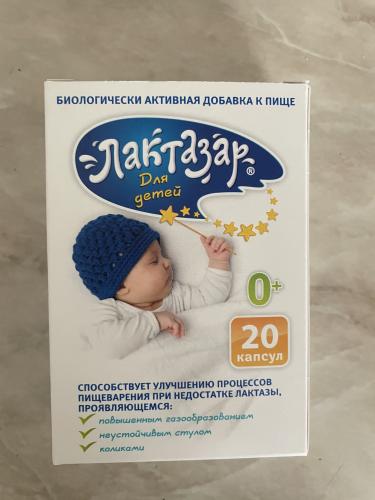 БИОЛОГИЧЕСКИ АКТИВНАЯ ДОБАВКА К ПИЩЕ
Лактазар®
Для
детей
0+
20
капсул
СПОСОБСТВУЕТ УЛУЧШЕНИЮ ПРОЦЕССОВ
ПИЩЕВАРЕНИЯ ПРИ НЕДОСТАТКЕ ЛАКТАЗЫ,
ПРОЯВЛЯЮЩЕМСЯ:
повышенным газообразованием
неустойчивым стулом
коликами